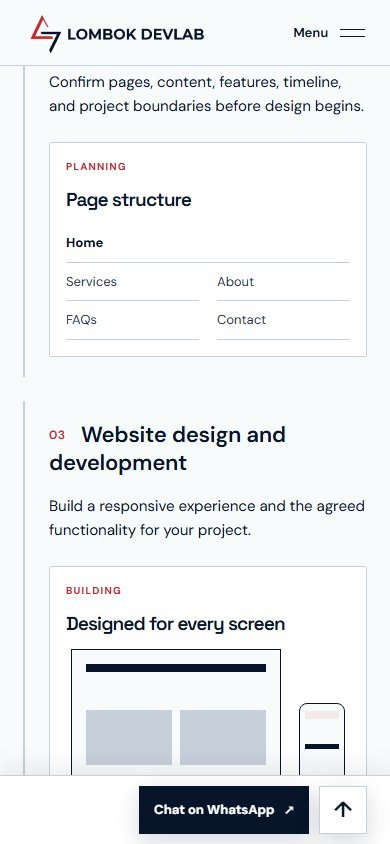 LOMBOK DEVLAB
Menu
Confirm pages, content, features, timeline,
and project boundaries before design begins.
PLANNING
Page structure
Home
Services
About
FAQs
Contact
03 Website design and
development
Build a responsive experience and the agreed
functionality for your project.
BUILDING
Designed for every screen
Chat on WhatsApp ↗